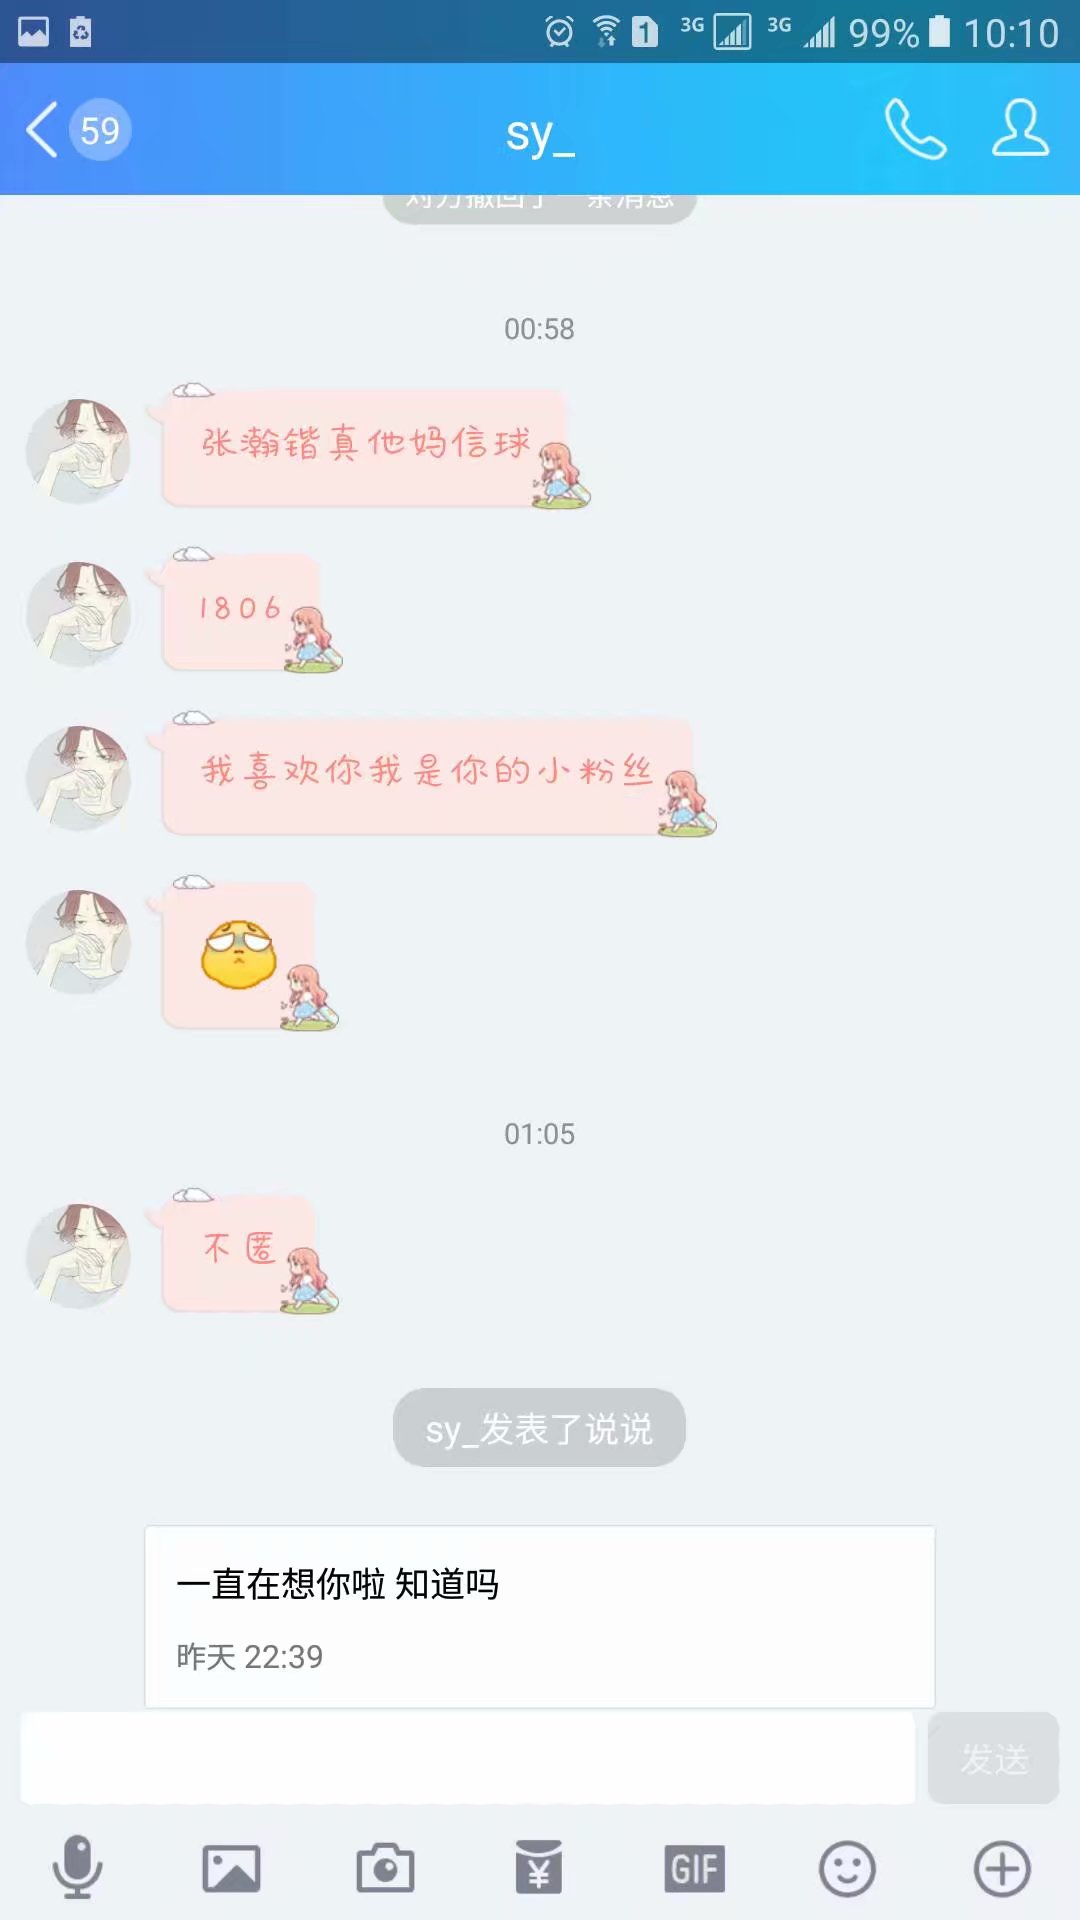 1 3G 3G 99% 10:10
59 sy_
对方撤回了一条消息
00:58
张瀚锴真他妈信球
1806
我喜欢你我是你的小粉丝
01:05
不匿
sy_发表了说说
一直在想你啦 知道吗
昨天 22:39
发送
¥ GIF